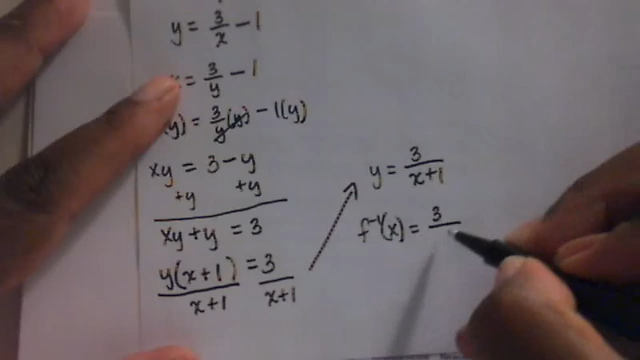 y = 3/x - 1
= 3/y - 1
y) = 3/y(y) - 1(y)
xy = 3 - y
+y +y
xy + y = 3
y(x+1)/x+1 = 3/x+1
y = 3/x+1
f⁻¹(x) = 3/